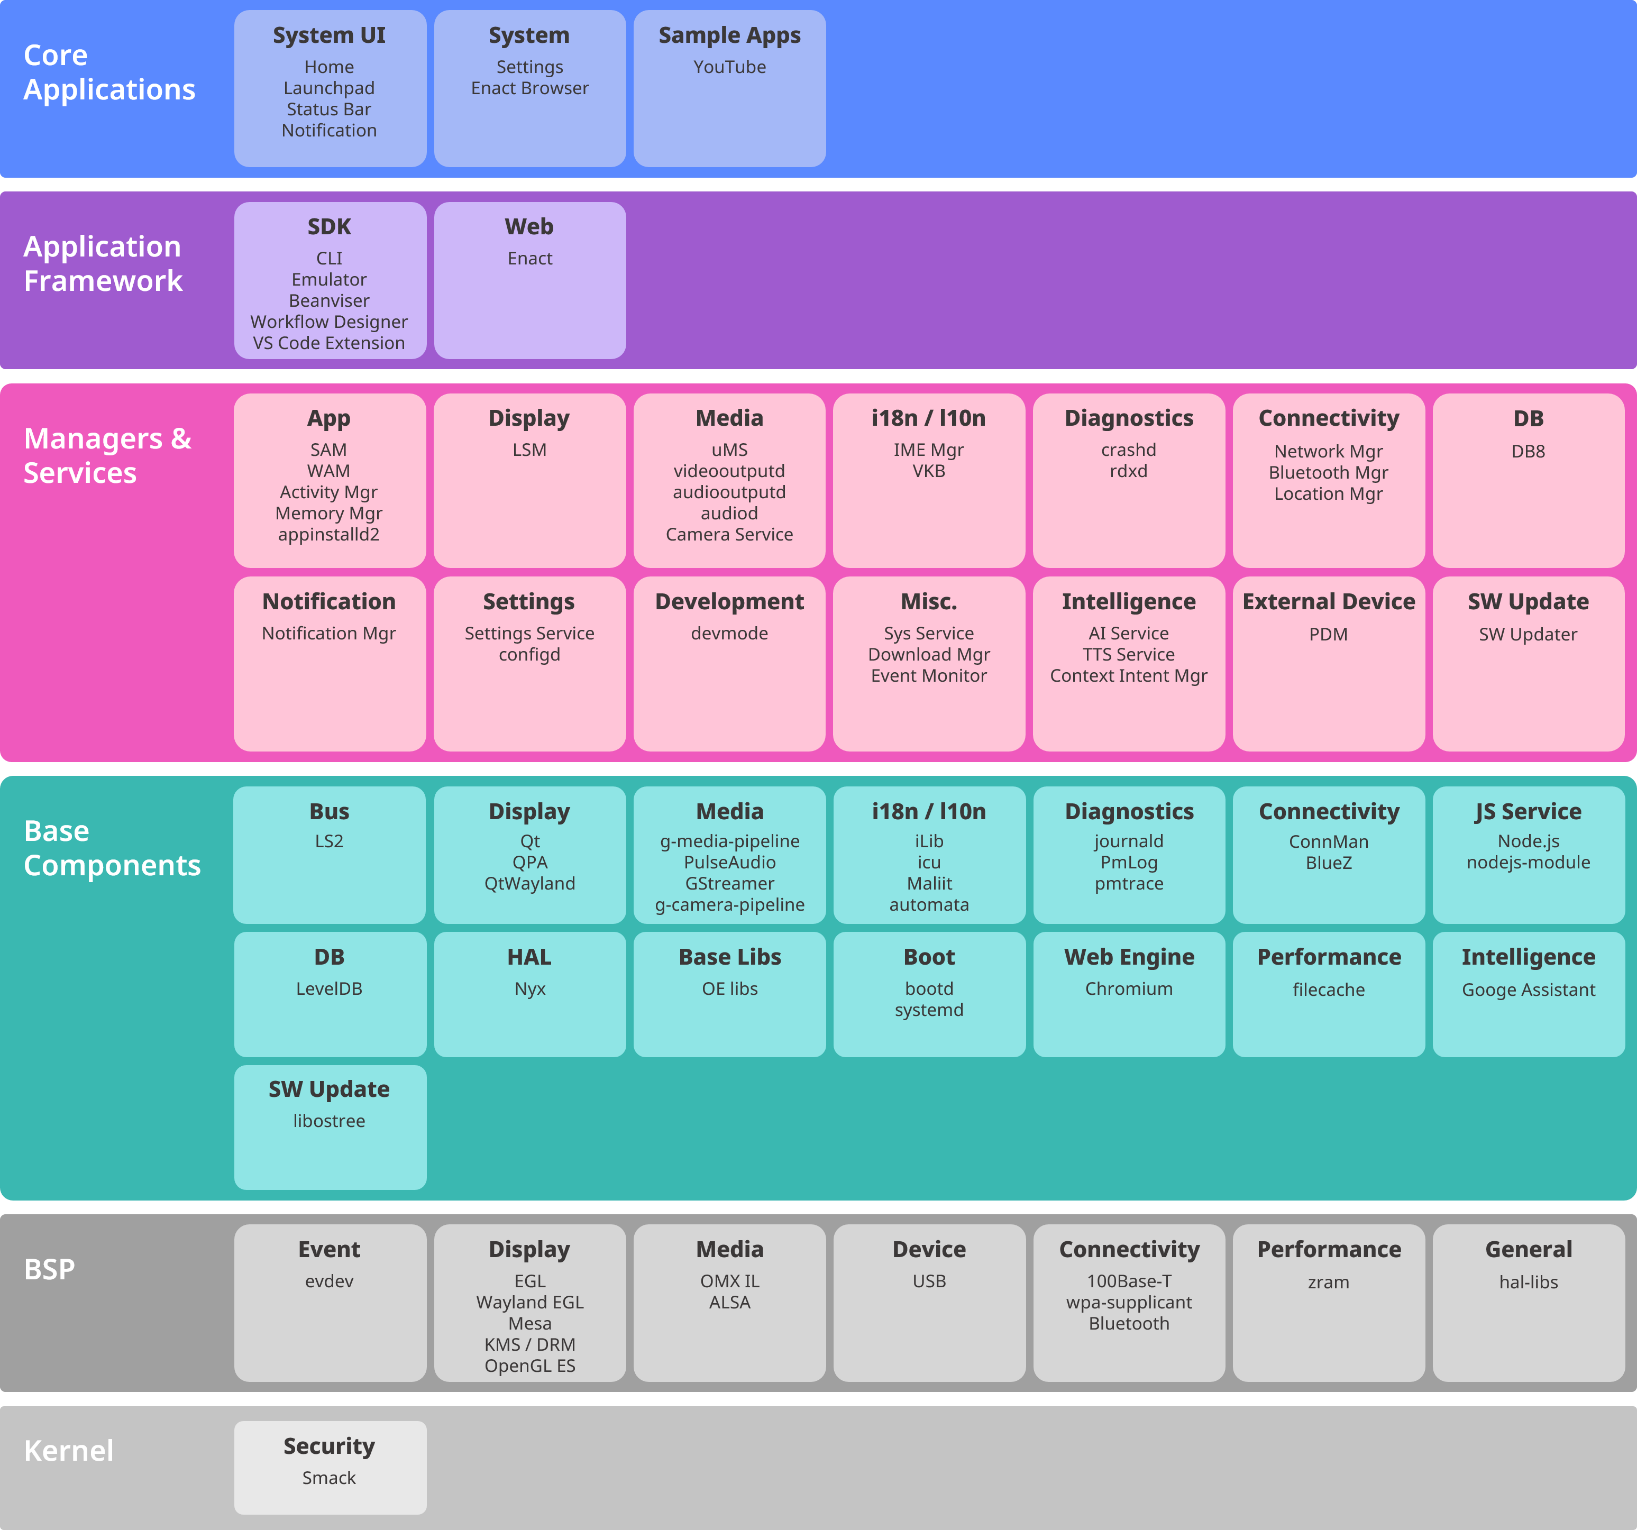 Core
Applications
System UI
Home
Launchpad
Status Bar
Notification
System
Settings
Enact Browser
Sample Apps
YouTube
Application
Framework
SDK
CLI
Emulator
Beanviser
Workflow Designer
VS Code Extension
Web
Enact
Managers &
Services
App
SAM
WAM
Activity Mgr
Memory Mgr
appinstalld2
Display
LSM
Media
uMS
videooutputd
audiooutputd
audiod
Camera Service
i18n / l10n
IME Mgr
VKB
Diagnostics
crashd
rdxd
Connectivity
Network Mgr
Bluetooth Mgr
Location Mgr
DB
DB8
Notification
Notification Mgr
Settings
Settings Service
configd
Development
devmode
Misc.
Sys Service
Download Mgr
Event Monitor
Intelligence
AI Service
TTS Service
Context Intent Mgr
External Device
PDM
SW Update
SW Updater
Base
Components
Bus
LS2
Display
Qt
QPA
QtWayland
Media
g-media-pipeline
PulseAudio
GStreamer
g-camera-pipeline
i18n / l10n
iLib
icu
Maliit
automata
Diagnostics
journald
PmLog
pmtrace
Connectivity
ConnMan
BlueZ
JS Service
Node.js
nodejs-module
DB
LevelDB
HAL
Nyx
Base Libs
OE libs
Boot
bootd
systemd
Web Engine
Chromium
Performance
filecache
Intelligence
Googe Assistant
SW Update
libostree
BSP
Event
evdev
Display
EGL
Wayland EGL
Mesa
KMS / DRM
OpenGL ES
Media
OMX IL
ALSA
Device
USB
Connectivity
100Base-T
wpa-supplicant
Bluetooth
Performance
zram
General
hal-libs
Kernel
Security
Smack